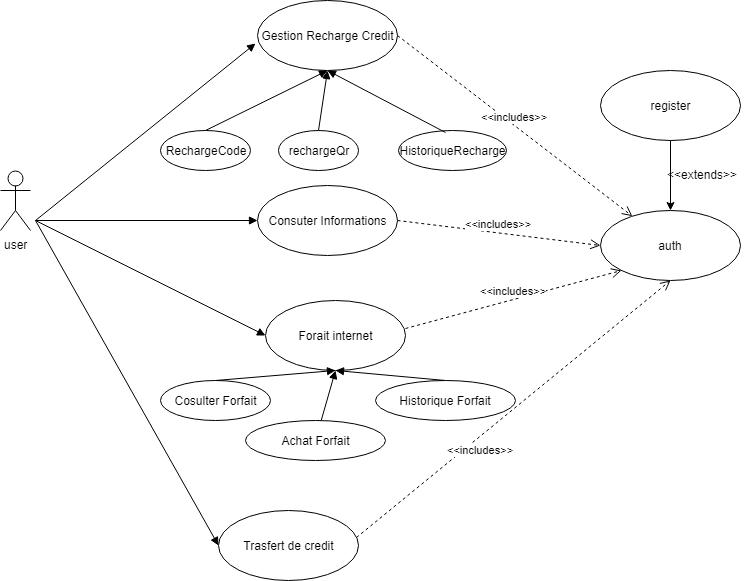 Gestion Recharge Credit
<<includes>>
register
RechargeCode
rechargeQr
HistoriqueRecharge
<<extends>>
user
Consuter Informations
<<includes>>
auth
<<includes>>
Forait internet
Cosulter Forfait
Historique Forfait
Achat Forfait
<<includes>>
Trasfert de credit